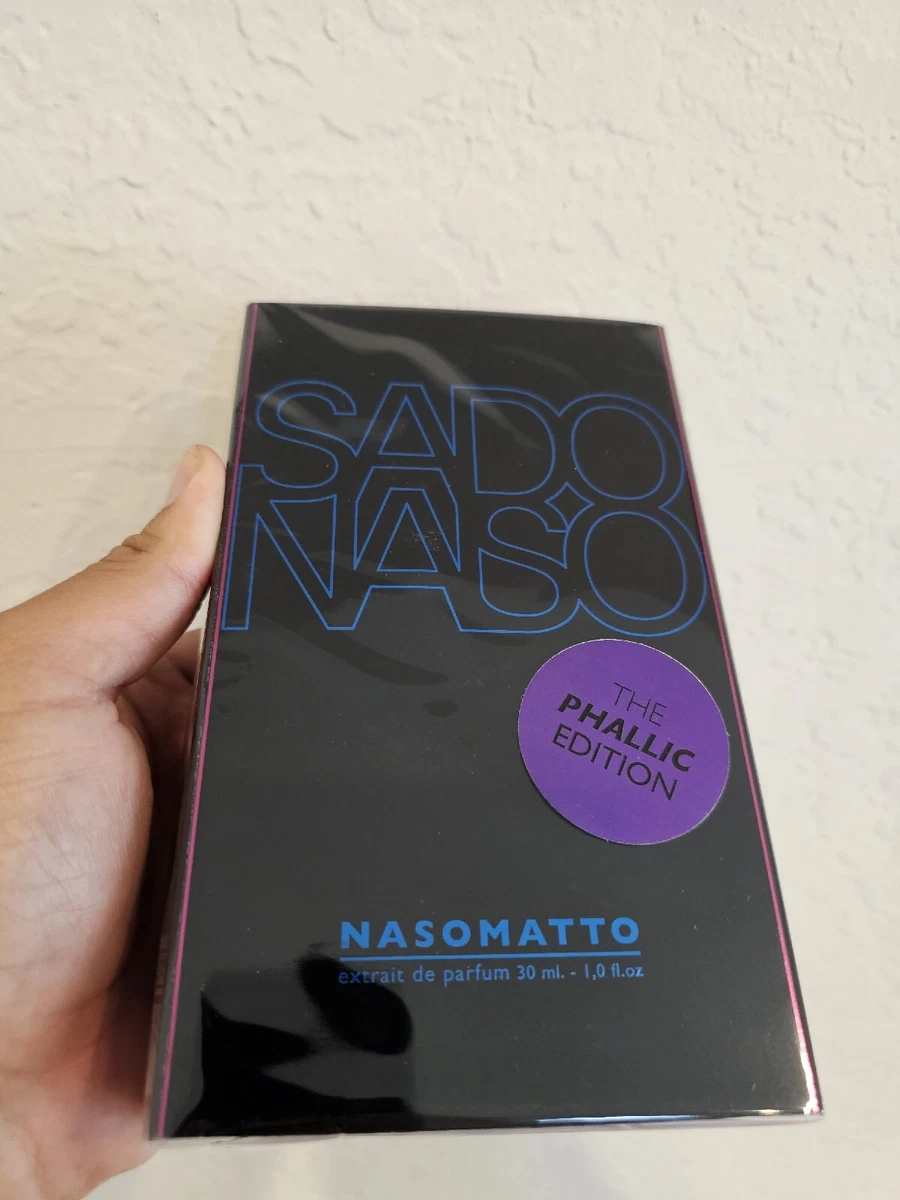 SADO
NASO
THE
PHALLIC
EDITION
NASOMATTO
extrait de parfum 30 ml. - 1,0 fl.oz